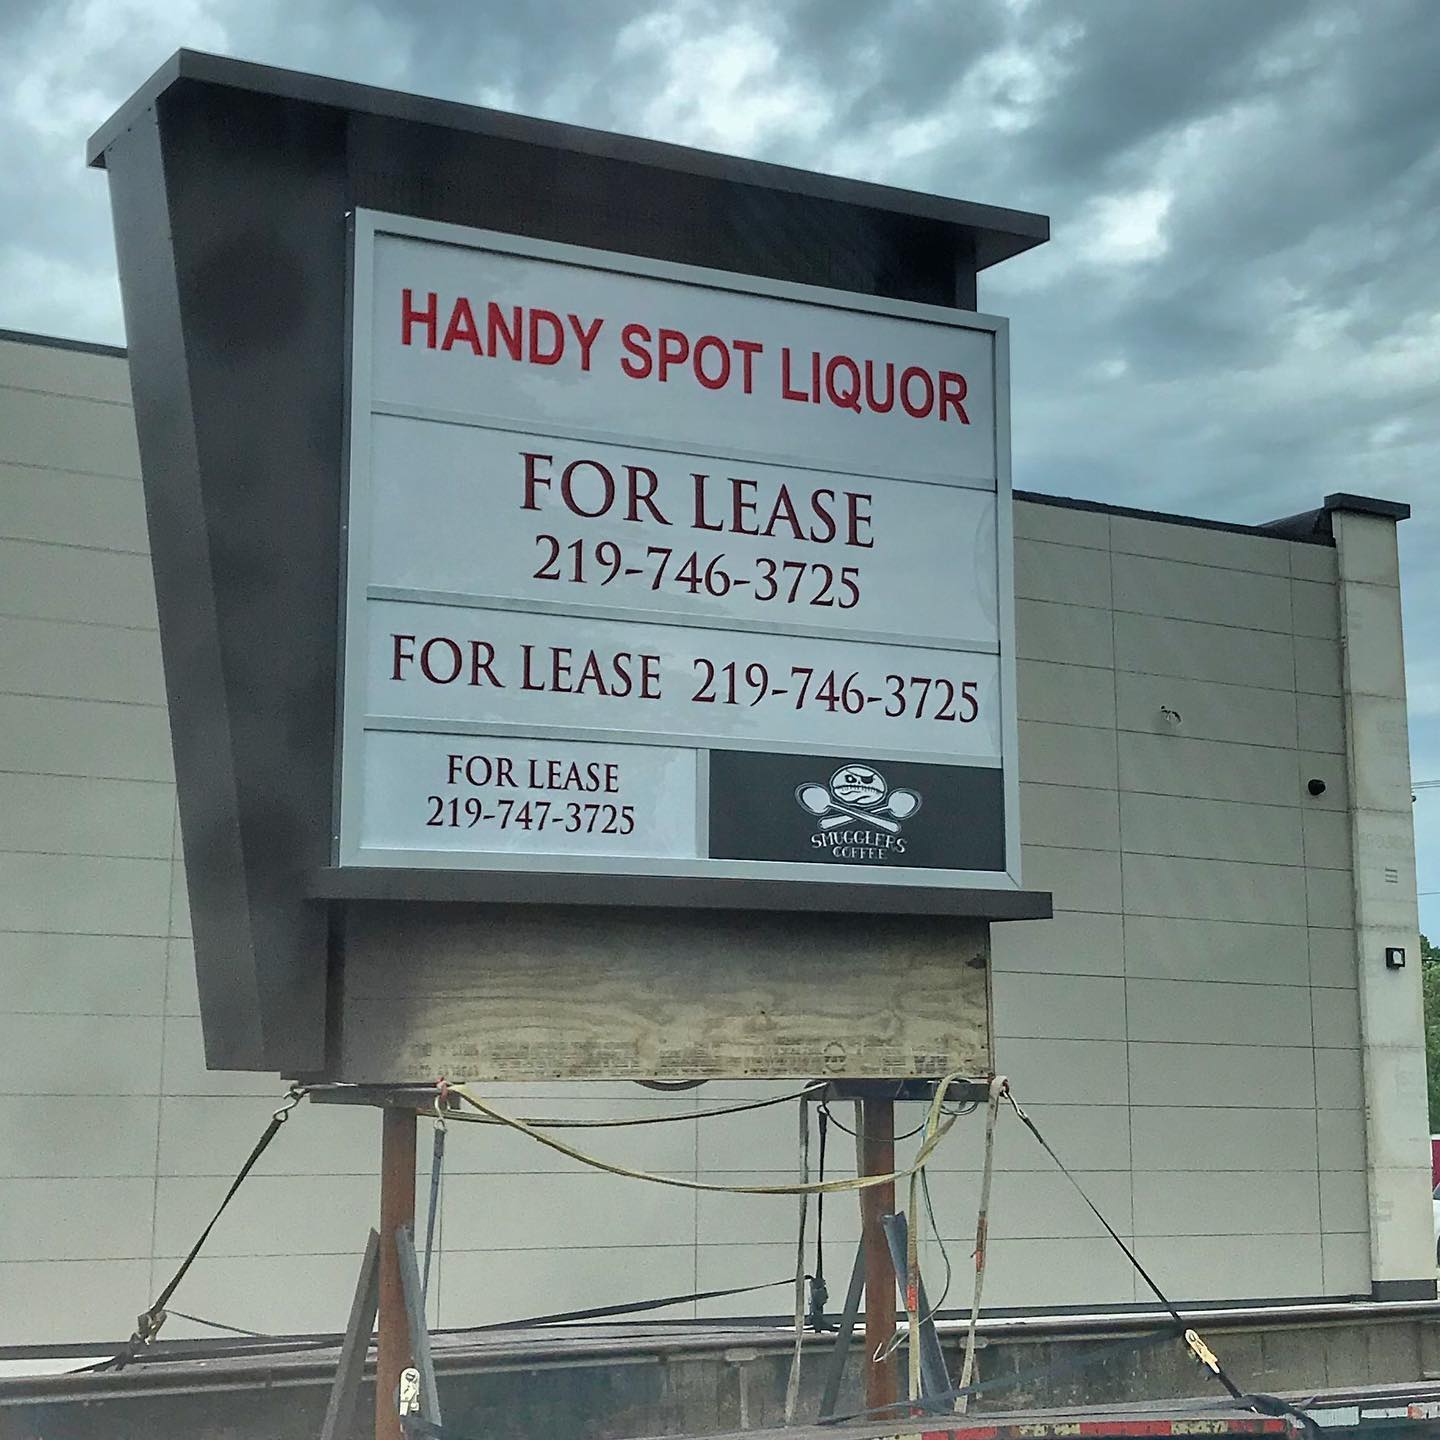 HANDY SPOT LIQUOR
FOR LEASE
219-746-3725
FOR LEASE 219-746-3725
FOR LEASE
219-747-3725
SMUGGLERS
COFFEE